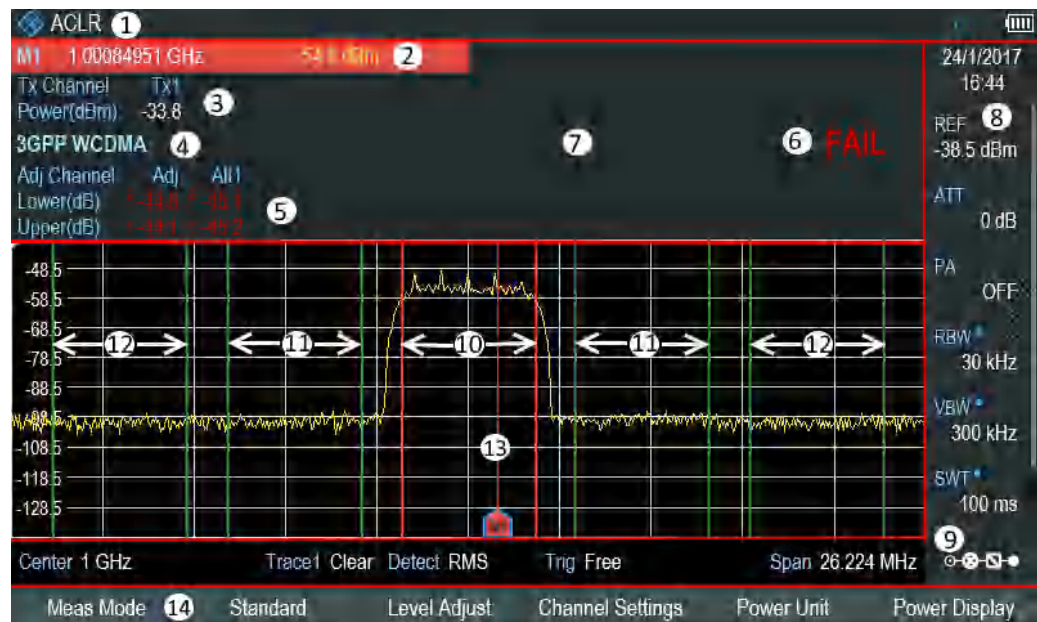 ACLR 1
M1 1.00084951 GHz 2
Tx Channel Tx1
Power(dBm) -33.8 3
3GPP WCDMA 4
7
6 FAIL
Adj Channel Adj Alt1
Lower(dB)
Upper(dB)
5
24/1/2017
16:44
REF 8
-38.5 dBm
ATT
0 dB
PA
OFF
RBW
30 kHz
VBW
300 kHz
SWT
100 ms
9
-48.5
-58.5
-68.5
-78.5
-88.5
-98.5
-108.5
-118.5
-128.5
12 11 10 11 12
13
Center 1 GHz Trace1 Clear Detect RMS Trig Free Span 26.224 MHz
Meas Mode 14 Standard Level Adjust Channel Settings Power Unit Power Display